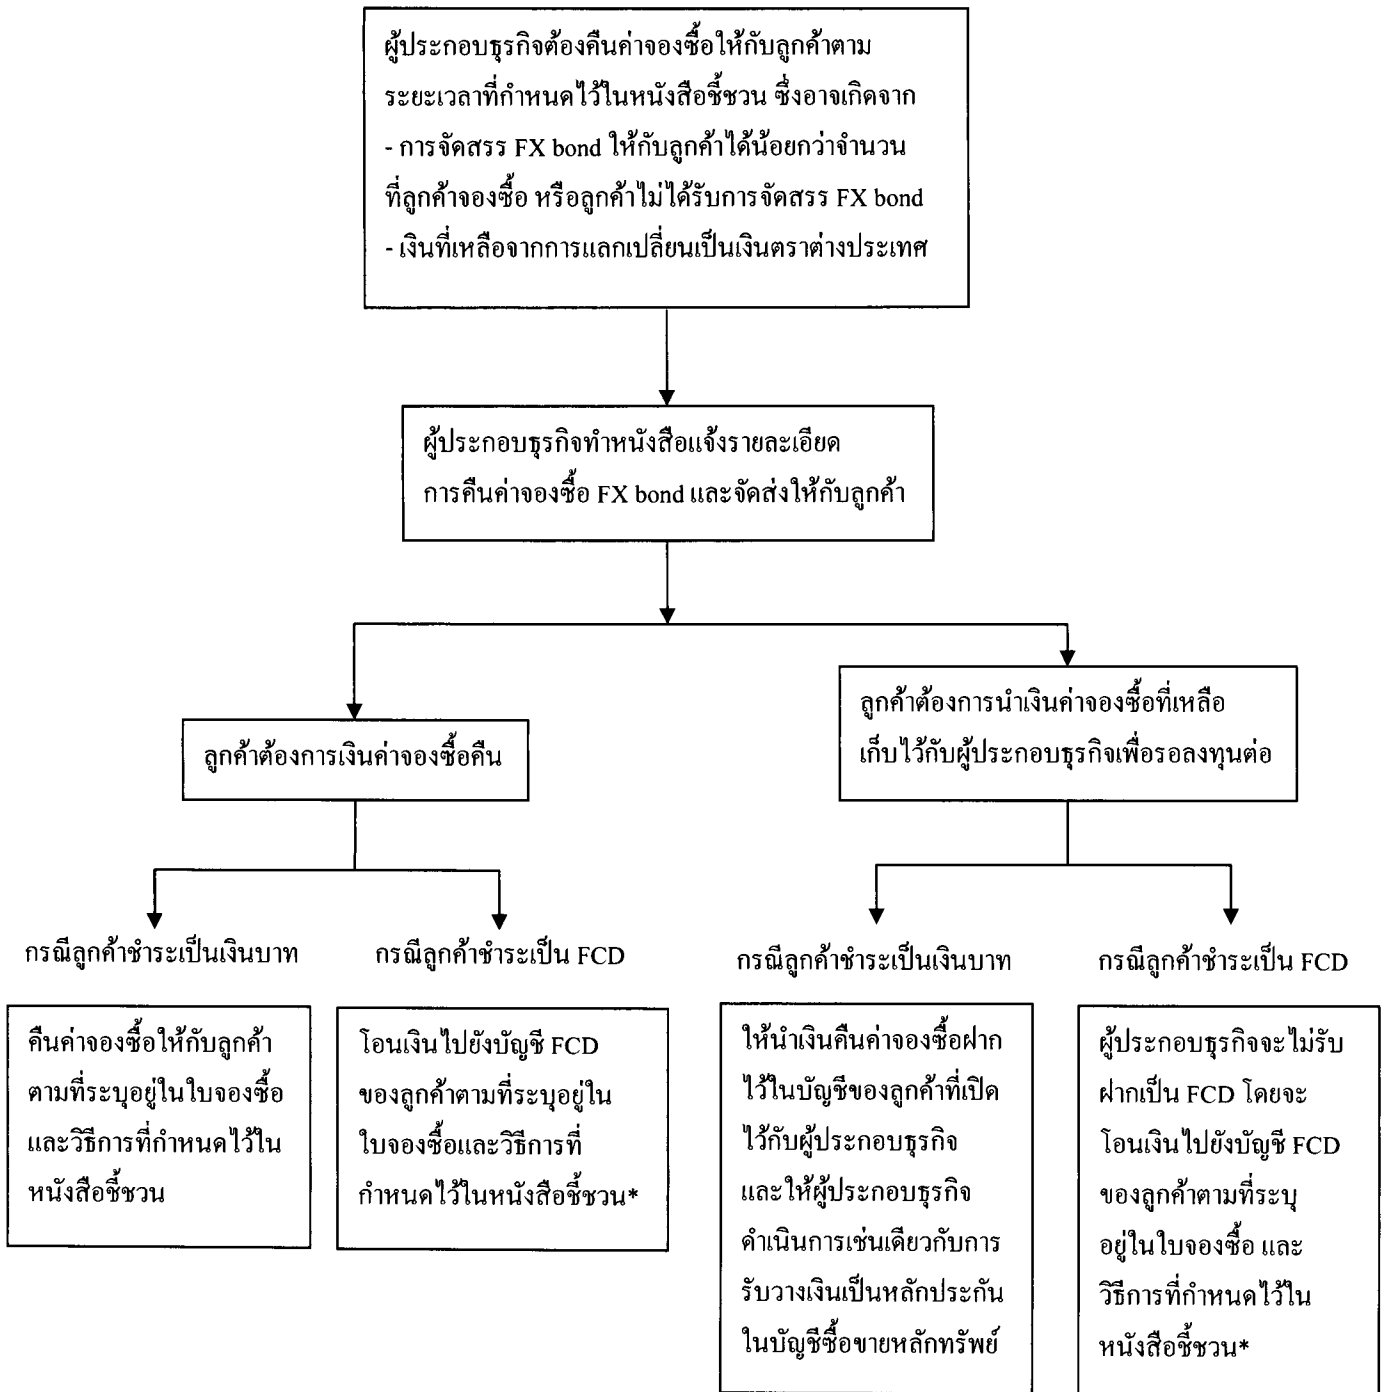 ผู้ประกอบธุรกิจต้องคืนค่าจองซื้อให้กับลูกค้าตาม
ระยะเวลาที่กำหนดไว้ในหนังสือชี้ชวน ซึ่งอาจเกิดจาก
- การจัดสรร FX bond ให้กับลูกค้าได้น้อยกว่าจำนวน
ที่ลูกค้าจองซื้อ หรือลูกค้าไม่ได้รับการจัดสรร FX bond
- เงินที่เหลือจากการแลกเปลี่ยนเป็นเงินตราต่างประเทศ
ผู้ประกอบธุรกิจทำหนังสือแจ้งรายละเอียด
การคืนค่าจองซื้อ FX bond และจัดส่งให้กับลูกค้า
ลูกค้าต้องการเงินค่าจองซื้อคืน
ลูกค้าต้องการนำเงินค่าจองซื้อที่เหลือ
เก็บไว้กับผู้ประกอบธุรกิจเพื่อรอลงทุนต่อ
กรณีลูกค้าชำระเป็นเงินบาท
คืนค่าจองซื้อให้กับลูกค้า
ตามที่ระบุอยู่ในใบจองซื้อ
และวิธีการที่กำหนดไว้ใน
หนังสือชี้ชวน
กรณีลูกค้าชำระเป็น FCD
โอนเงินไปยังบัญชี FCD
ของลูกค้าตามที่ระบุอยู่ใน
ใบจองซื้อและวิธีการที่
กำหนดไว้ในหนังสือชี้ชวน*
กรณีลูกค้าชำระเป็นเงินบาท
ให้นำเงินคืนค่าจองซื้อฝาก
ไว้ในบัญชีของลูกค้าที่เปิด
ไว้กับผู้ประกอบธุรกิจ
และให้ผู้ประกอบธุรกิจ
ดำเนินการเช่นเดียวกับการ
รับวางเงินเป็นหลักประกัน
ในบัญชีซื้อขายหลักทรัพย์
กรณีลูกค้าชำระเป็น FCD
ผู้ประกอบธุรกิจจะไม่รับ
ฝากเป็น FCD โดยจะ
โอนเงินไปยังบัญชี FCD
ของลูกค้าตามที่ระบุ
อยู่ในใบจองซื้อ และ
วิธีการที่กำหนดไว้ใน
หนังสือชี้ชวน*